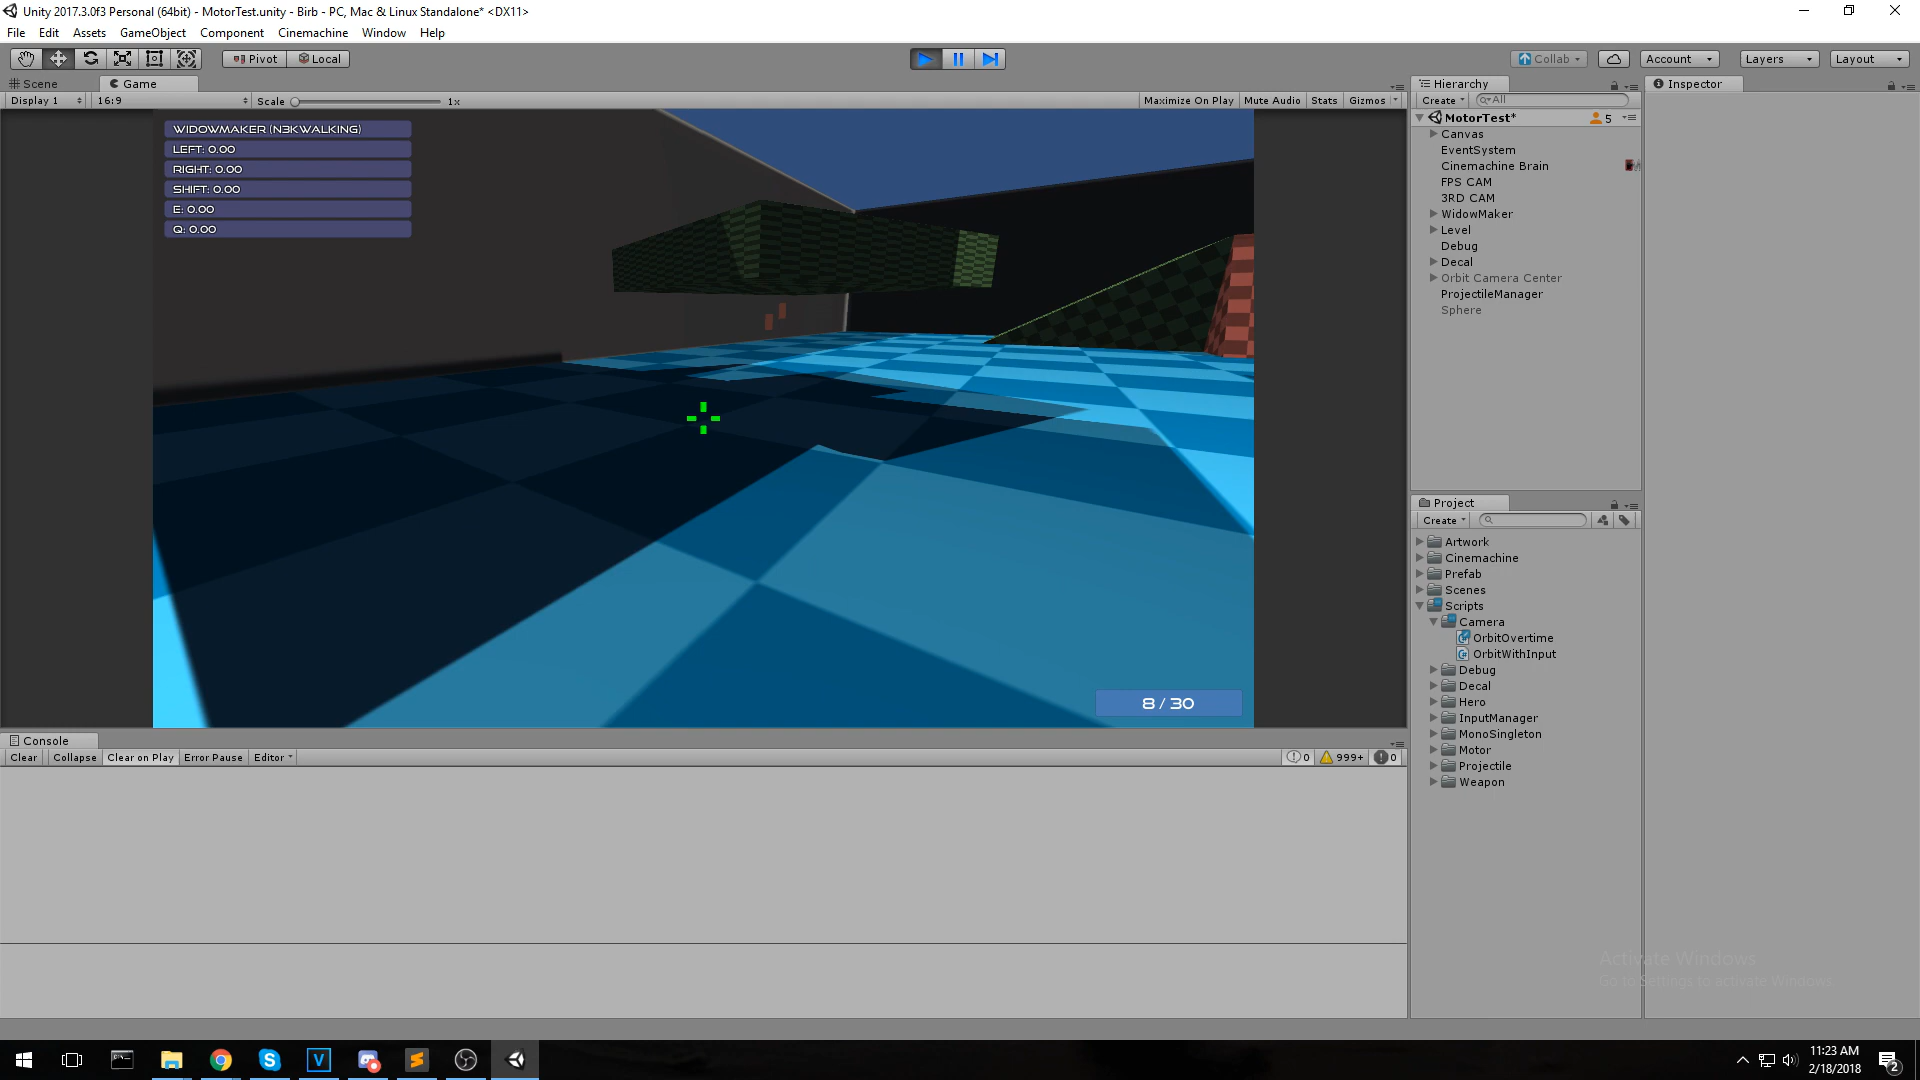 Unity 2017.3.0f3 Personal (64bit) - MotorTest.unity - Birb - PC, Mac & Linux Standalone* <DX11>
File Edit Assets GameObject Component Cinemachine Window Help
Pivot Local Collab Account Layers Layout
Scene Game
Display 1 16:9 Scale 1x Maximize On Play Mute Audio Stats Gizmos
WIDOWMAKER (N3KWALKING)
LEFT: 0.00
RIGHT: 0.00
SHIFT: 0.00
E: 0.00
Q: 0.00
8 / 30
Console
Clear Collapse Clear on Play Error Pause Editor 0 999+ 0
Hierarchy
Create All
MotorTest* 5
Canvas
EventSystem
Cinemachine Brain
FPS CAM
3RD CAM
WidowMaker
Level
Debug
Decal
Orbit Camera Center
ProjectileManager
Sphere
Project
Create
Artwork
Cinemachine
Prefab
Scenes
Scripts
Camera
OrbitOvertime
OrbitWithInput
Debug
Decal
Hero
InputManager
MonoSingleton
Motor
Projectile
Weapon
Inspector
Activate Windows
Go to Settings to activate Windows.
11:23 AM
2/18/2018
2